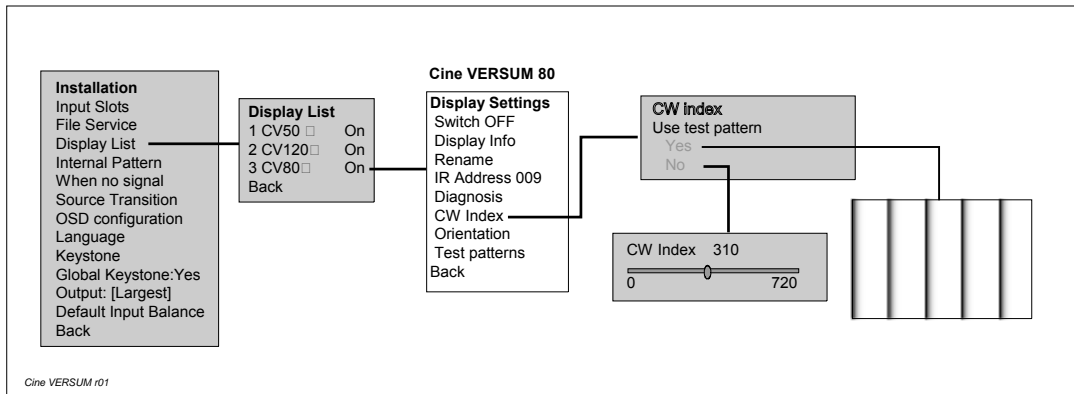 Installation
Input Slots
File Service
Display List
Internal Pattern
When no signal
Source Transition
OSD configuration
Language
Keystone
Global Keystone:Yes
Output: [Largest]
Default Input Balance
Back
Display List
1 CV50 □ On
2 CV120□ On
3 CV80□ On
Back
Cine VERSUM 80
Display Settings
Switch OFF
Display Info
Rename
IR Address 009
Diagnosis
CW Index
Orientation
Test patterns
Back
CW index
Use test pattern
Yes
No
CW Index 310
0 720
Cine VERSUM r01